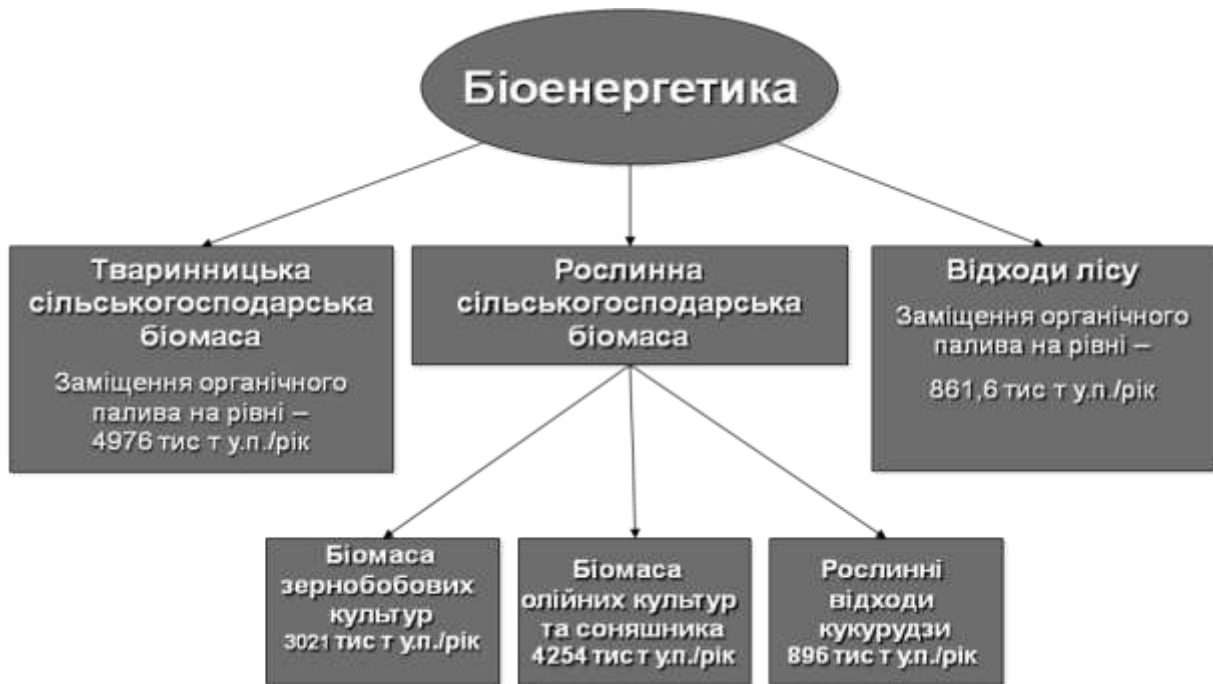 Біоенергетика
Тваринницька
сільськогосподарська
біомаса
Заміщення органічного
палива на рівні –
4976 тис т у.п./рік
Рослинна
сільськогосподарська
біомаса
Відходи лісу
Заміщення органічного
палива на рівні –
861,6 тис т у.п./рік
Біомаса
зернобобових
культур
3021 тис т у.п./рік
Біомаса
олійних культур
та соняшника
4254 тис т у.п./рік
Рослинні
відходи
кукурудзи
896 тис т у.п./рік